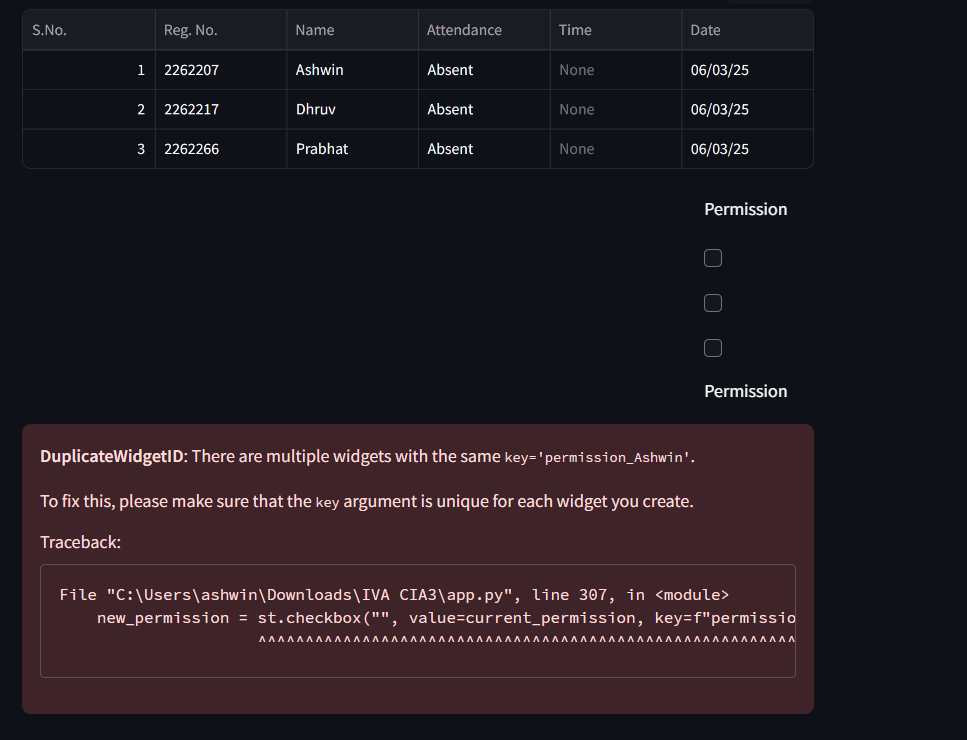 S.No. Reg. No. Name Attendance Time Date
1 2262207 Ashwin Absent None 06/03/25
2 2262217 Dhruv Absent None 06/03/25
3 2262266 Prabhat Absent None 06/03/25
Permission
Permission
DuplicateWidgetID: There are multiple widgets with the same key='permission_Ashwin'.
To fix this, please make sure that the key argument is unique for each widget you create.
Traceback:
File "C:\Users\ashwin\Downloads\IVA CIA3\app.py", line 307, in <module>
new_permission = st.checkbox("", value=current_permission, key=f"permissio
^^^^^^^^^^^^^^^^^^^^^^^^^^^^^^^^^^^^^^^^^^^^^^^^^^^^^^^^^